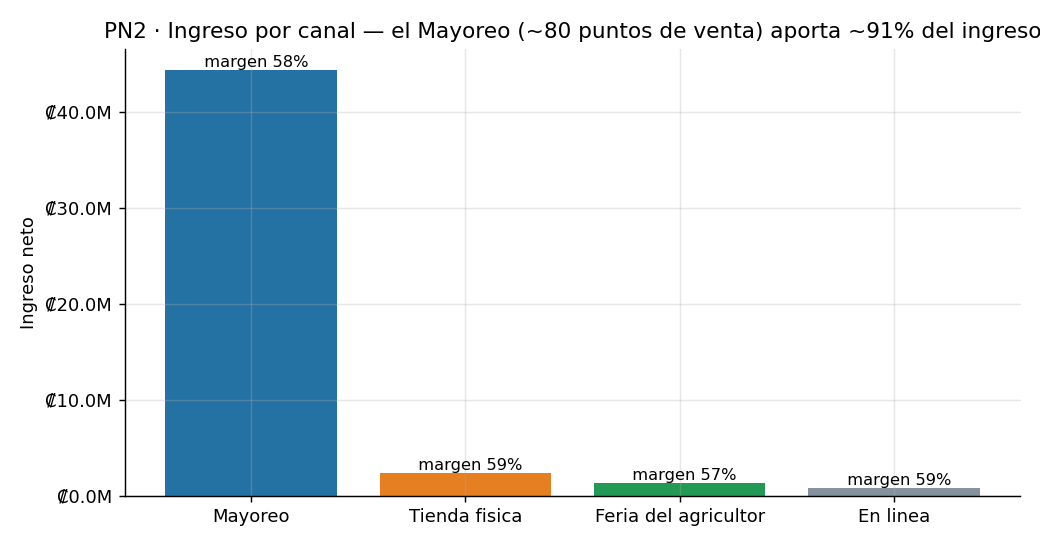 PN2 · Ingreso por canal — el Mayoreo (~80 puntos de venta) aporta ~91% del ingreso
margen 58%
₡40.0M
₡30.0M
₡20.0M
₡10.0M
₡0.0M
Ingreso neto
margen 59%
margen 57%
margen 59%
Mayoreo
Tienda fisica
Feria del agricultor
En linea